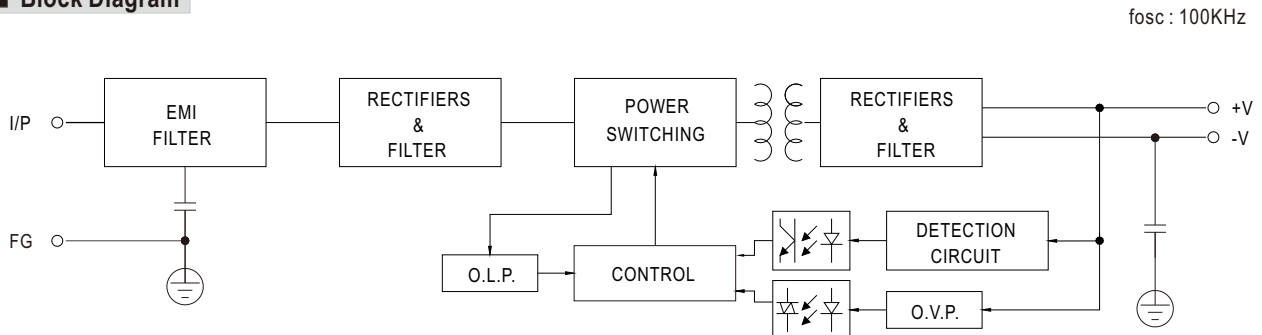 ■ Block Diagram
fosc : 100KHz
I/P
EMI
FILTER
RECTIFIERS
&
FILTER
POWER
SWITCHING
RECTIFIERS
&
FILTER
+V
-V
FG
O.L.P.
CONTROL
DETECTION
CIRCUIT
O.V.P.